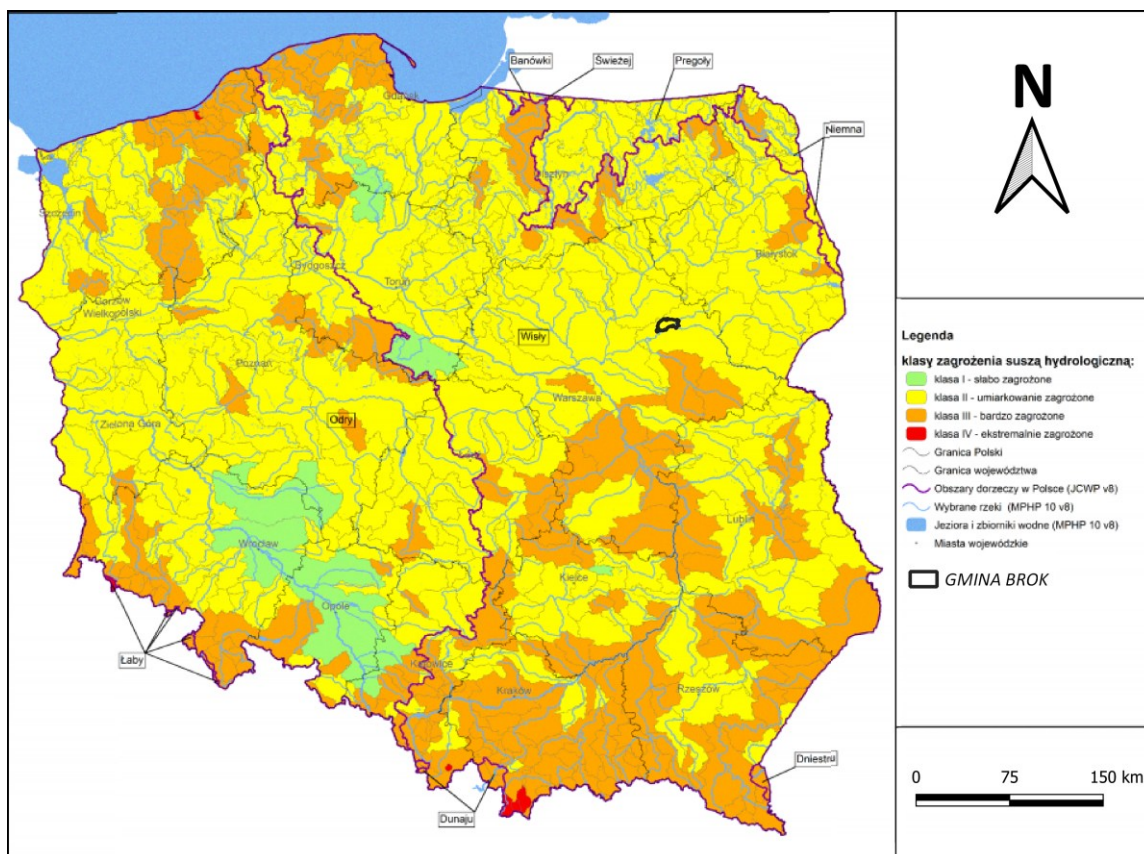 Banówki
Świeżej
Pregoły
Niemna
Gdańsk
Olsztyn
Szczecin
Bydgoszcz
Białystok
Toruń
Gorzów
Wielkopolski
Wisły
Poznań
Warszawa
Odry
Zielona Góra
Lublin
Wrocław
Kielce
Opole
Łaby
Katowice
Kraków
Rzeszów
Dniestru
Dunaju
N
Legenda
klasy zagrożenia suszą hydrologiczną:
klasa I - słabo zagrożone
klasa II - umiarkowanie zagrożone
klasa III - bardzo zagrożone
klasa IV - ekstremalnie zagrożone
Granica Polski
Granica województwa
Obszary dorzeczy w Polsce (JCWP v8)
Wybrane rzeki (MPHP 10 v8)
Jeziora i zbiorniki wodne (MPHP 10 v8)
Miasta wojewódzkie
GMINA BROK
0 75 150 km